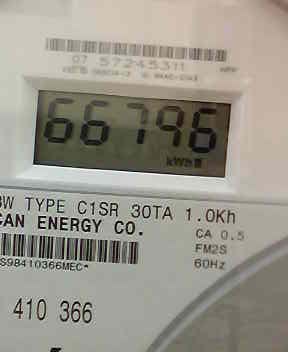 07 57245311
66796
kWh
3W TYPE C1SR 30TA 1.0Kh
CAN ENERGY CO.
CA 0.5
FM2S
S98410366MEC*
60Hz
410 366